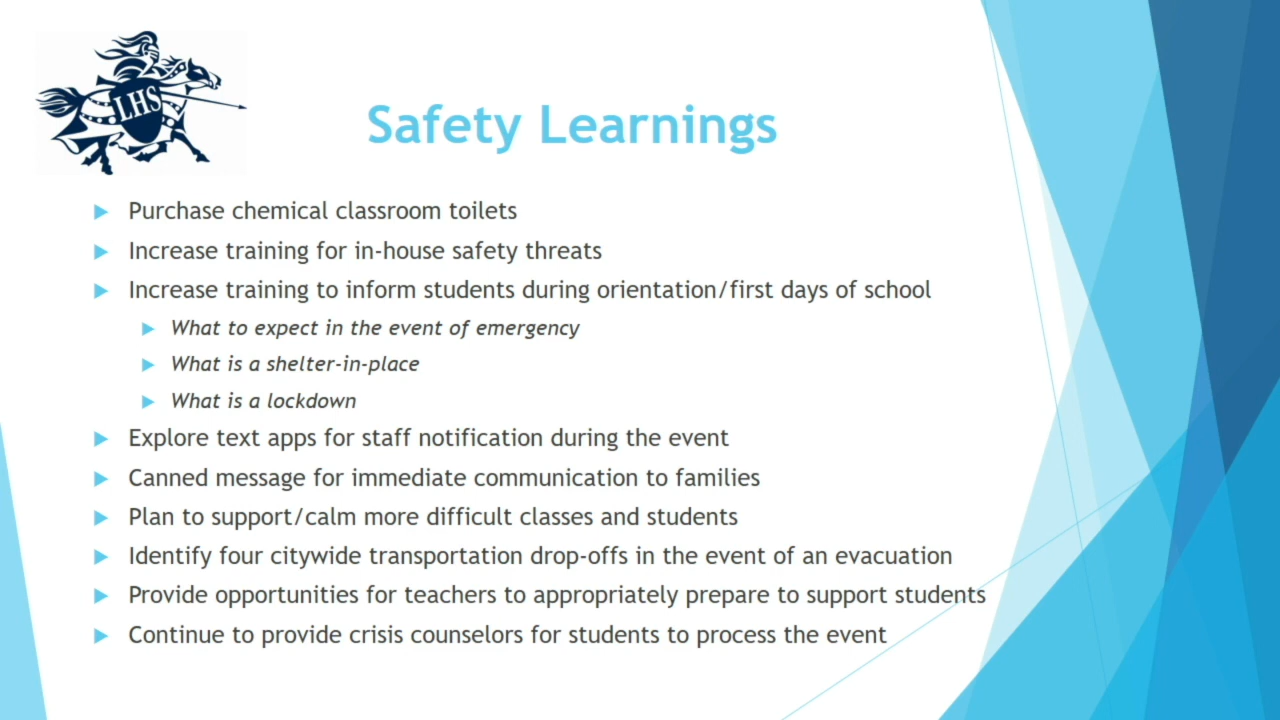 LHS
Safety Learnings
Purchase chemical classroom toilets
Increase training for in-house safety threats
Increase training to inform students during orientation/first days of school
What to expect in the event of emergency
What is a shelter-in-place
What is a lockdown
Explore text apps for staff notification during the event
Canned message for immediate communication to families
Plan to support/calm more difficult classes and students
Identify four citywide transportation drop-offs in the event of an evacuation
Provide opportunities for teachers to appropriately prepare to support students
Continue to provide crisis counselors for students to process the event